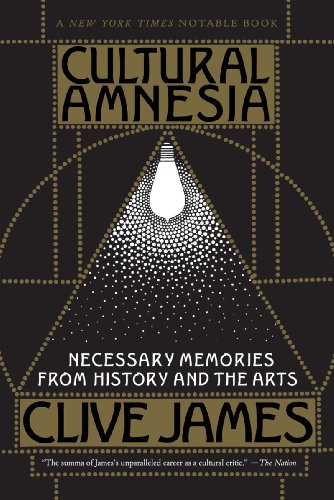 A NEW YORK TIMES NOTABLE BOOK
CULTURAL
AMNESIA
NECESSARY MEMORIES
FROM HISTORY AND THE ARTS
CLIVE JAMES
"The summa of James's unparalleled career as a cultural critic." —The Nation